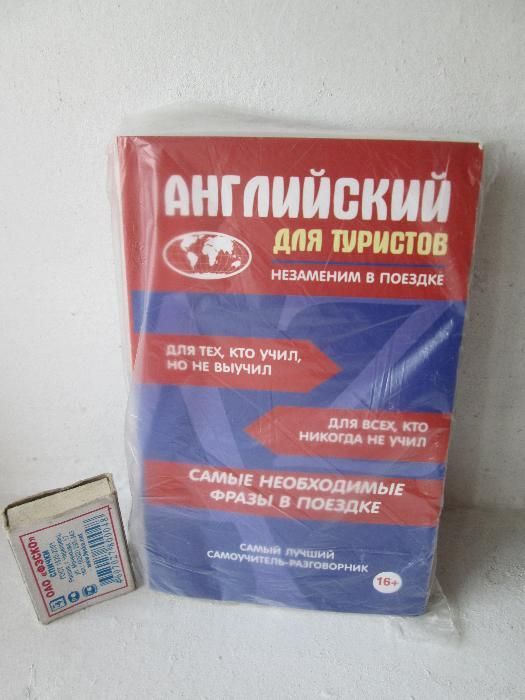 АНГЛИЙСКИЙ
ДЛЯ ТУРИСТОВ
НЕЗАМЕНИМ В ПОЕЗДКЕ
ДЛЯ ТЕХ, КТО УЧИЛ,
НО НЕ ВЫУЧИЛ
ДЛЯ ВСЕХ, КТО
НИКОГДА НЕ УЧИЛ
САМЫЕ НЕОБХОДИМЫЕ
ФРАЗЫ В ПОЕЗДКЕ
САМЫЙ ЛУЧШИЙ
САМОУЧИТЕЛЬ-РАЗГОВОРНИК
16+
ОАО «ФЭСКО»
СПИЧКИ